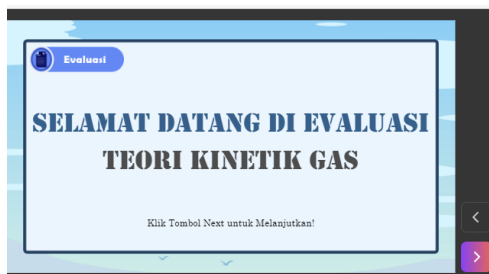 Evaluasi
SELAMAT DATANG DI EVALUASI
TEORI KINETIK GAS
Klik Tombol Next untuk Melanjutkan!